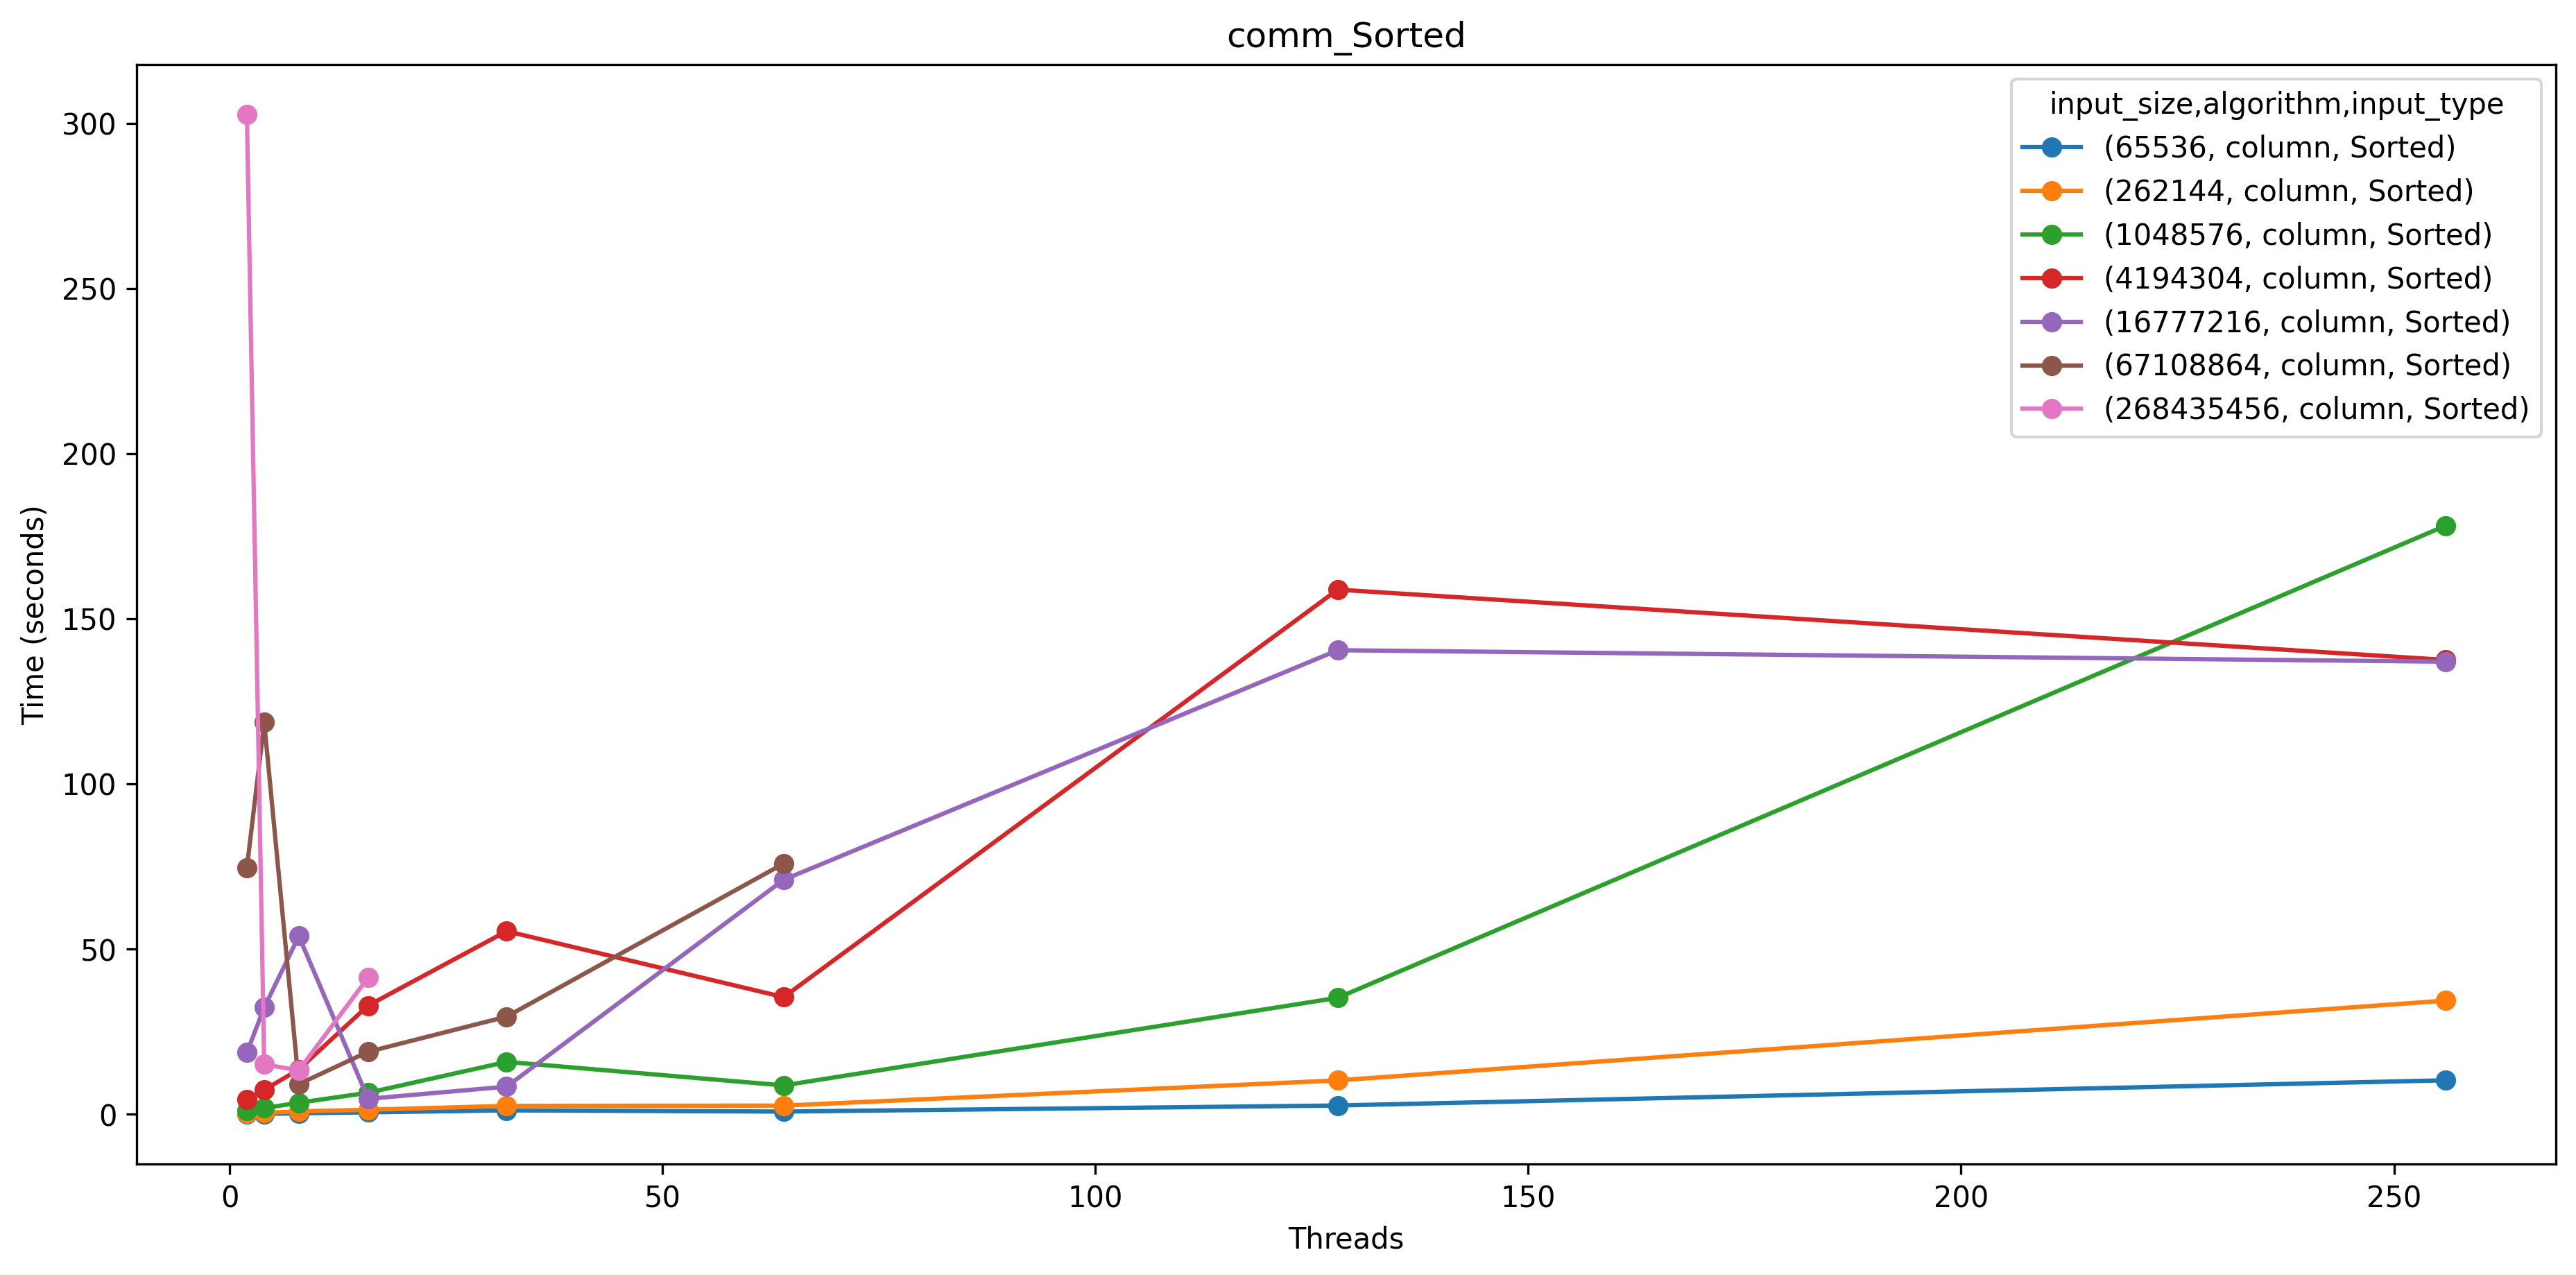 comm_Sorted
input_size,algorithm,input_type
(65536, column, Sorted)
(262144, column, Sorted)
(1048576, column, Sorted)
(4194304, column, Sorted)
(16777216, column, Sorted)
(67108864, column, Sorted)
(268435456, column, Sorted)
Time (seconds)
300
250
200
150
100
50
0
0 50 100 150 200 250
Threads